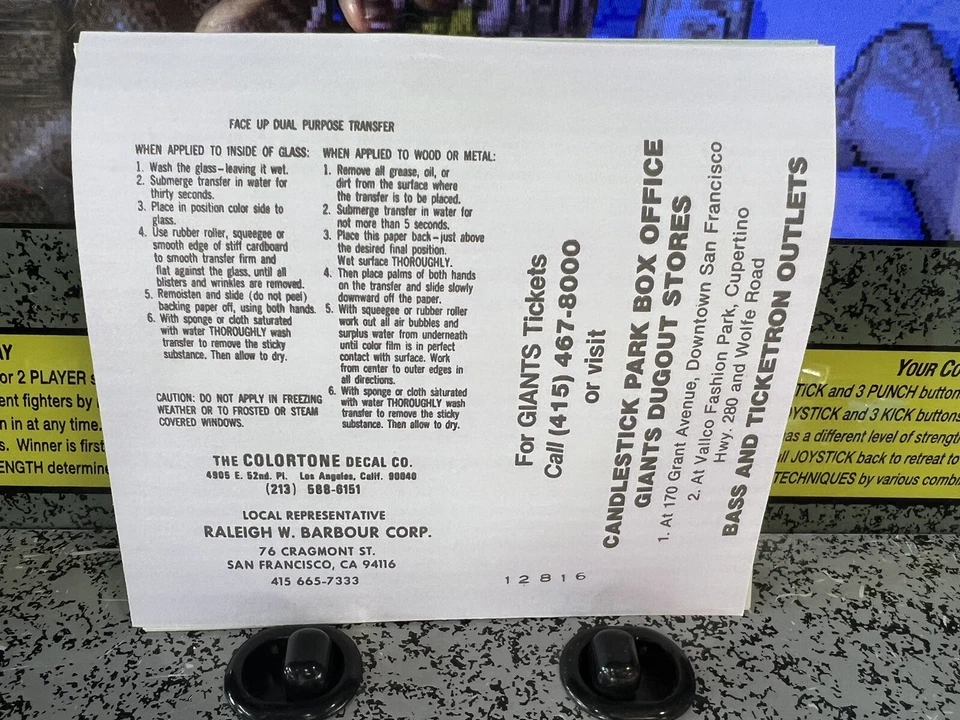 FACE UP DUAL PURPOSE TRANSFER
WHEN APPLIED TO INSIDE OF GLASS:
1. Wash the glass–leaving it wet.
2. Submerge transfer in water for
thirty seconds.
3. Place in position color side to
glass.
4. Use rubber roller, squeegee or
smooth edge of stiff cardboard
to smooth transfer firm and
flat against the glass, until all
blisters and wrinkles are removed.
5. Remoisten and slide (do not peel)
backing paper off, using both hands.
6. With sponge or cloth saturated
with water THOROUGHLY wash
transfer to remove the sticky
substance. Then allow to dry.
CAUTION: DO NOT APPLY IN FREEZING
WEATHER OR TO FROSTED OR STEAM
COVERED WINDOWS.
WHEN APPLIED TO WOOD OR METAL:
1. Remove all grease, oil, or
dirt from the surface where
the transfer is to be placed.
2. Submerge transfer in water for
not more than 5 seconds.
3. Place this paper back–just above
the desired final position.
Wet surface THOROUGHLY.
4. Then place palms of both hands
on the transfer and slide slowly
downward off the paper.
5. With squeegee or rubber roller
work out all air bubbles and
surplus water from underneath
until color film is in perfect
contact with surface. Work
from center to outer edges in
all directions.
6. With sponge or cloth saturated
with water THOROUGHLY wash
transfer to remove the sticky
substance. Then allow to dry.
THE COLORTONE DECAL CO.
4905 E. 52nd. Pl. Los Angeles, Calif. 90040
(213) 588-6151
LOCAL REPRESENTATIVE
RALEIGH W. BARBOUR CORP.
76 CRAGMONT ST.
SAN FRANCISCO, CA 94116
415 665-7333
12816
For GIANTS Tickets
Call (415) 467-8000
or visit
CANDLESTICK PARK BOX OFFICE
GIANTS DUGOUT STORES
1. At 170 Grant Avenue, Downtown San Francisco
2. At Vallco Fashion Park, Cupertino
Hwy. 280 and Wolfe Road
BASS AND TICKETRON OUTLETS
or 2 PLAYER
fighters by
in at any time.
Winner is first
YOUR
and 3 PUNCH
and 3 KICK buttons
as a different level of
JOYSTICK back to retreat to
TECHNIQUES by various